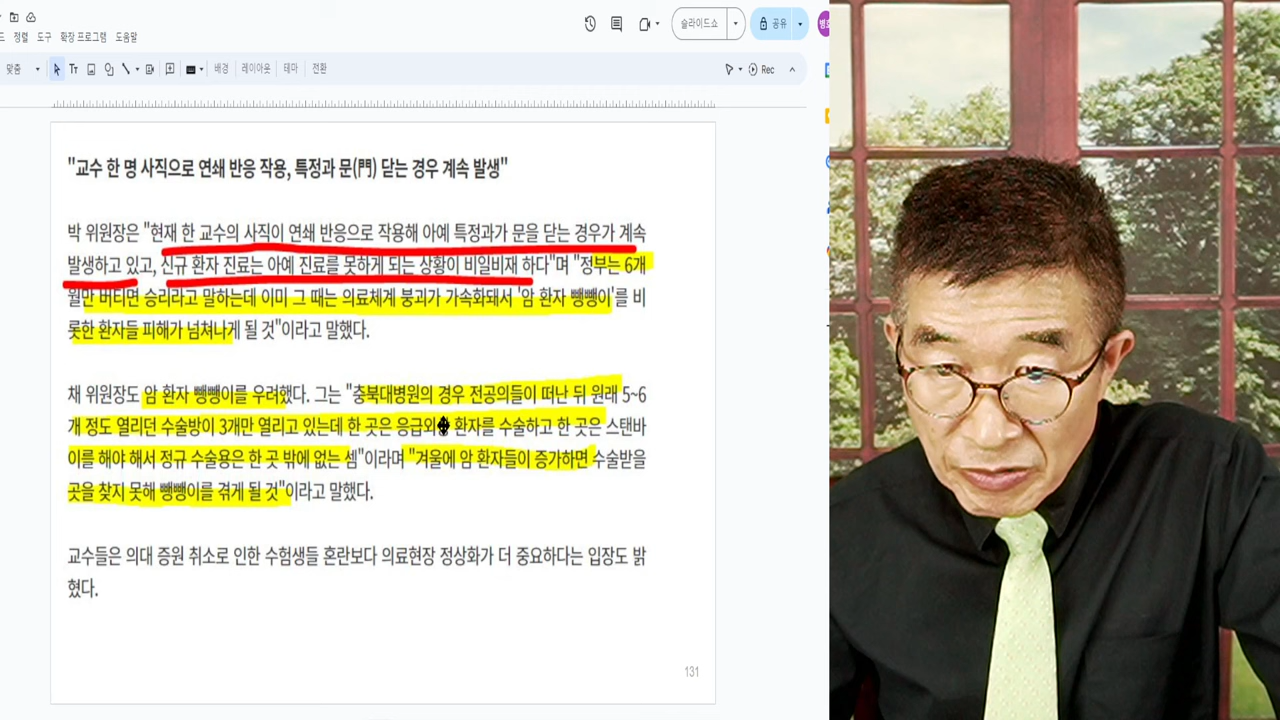 드 정렬 도구 확장 프로그램 도움말
슬라이드쇼
공유
맞춤
배경 레이아웃 테마 전환
Rec
"교수 한 명 사직으로 연쇄 반응 작용, 특정과 문(門) 닫는 경우 계속 발생"
박 위원장은 "현재 한 교수의 사직이 연쇄 반응으로 작용해 아예 특정과가 문을 닫는 경우가 계속
발생하고 있고, 신규 환자 진료는 아예 진료를 못하게 되는 상황이 비일비재 하다"며 "정부는 6개
월만 버티면 승리라고 말하는데 이미 그 때는 의료체계 붕괴가 가속화돼서 '암 환자 뺑뺑이'를 비
롯한 환자들 피해가 넘쳐나게 될 것"이라고 말했다.
채 위원장도 암 환자 뺑뺑이를 우려했다. 그는 "충북대병원의 경우 전공의들이 떠난 뒤 원래 5~6
개 정도 열리던 수술방이 3개만 열리고 있는데 한 곳은 응급외 환자를 수술하고 한 곳은 스탠바
이를 해야 해서 정규 수술용은 한 곳 밖에 없는 셈"이라며 "겨울에 암 환자들이 증가하면 수술받을
곳을 찾지 못해 뺑뺑이를 겪게 될 것"이라고 말했다.
교수들은 의대 증원 취소로 인한 수험생들 혼란보다 의료현장 정상화가 더 중요하다는 입장도 밝
혔다.
131